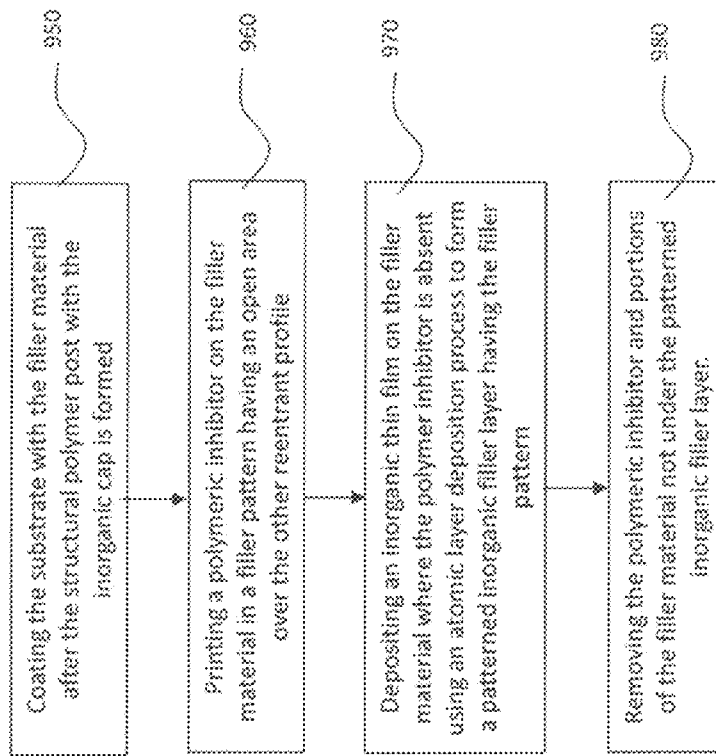 Coating the substrate with the filler material
after the structural polymer post with the
inorganic cap is formed
950
Printing a polymeric inhibitor on the filler
material in a filler pattern having an open area
over the other reentrant profile
960
Depositing an inorganic thin film on the filler
material where the polymer inhibitor is absent
using an atomic layer deposition process to form
a patterned inorganic filler layer having the filler
pattern
970
Removing the polymeric inhibitor and portions
of the filler material not under the patterned
inorganic filler layer.
980